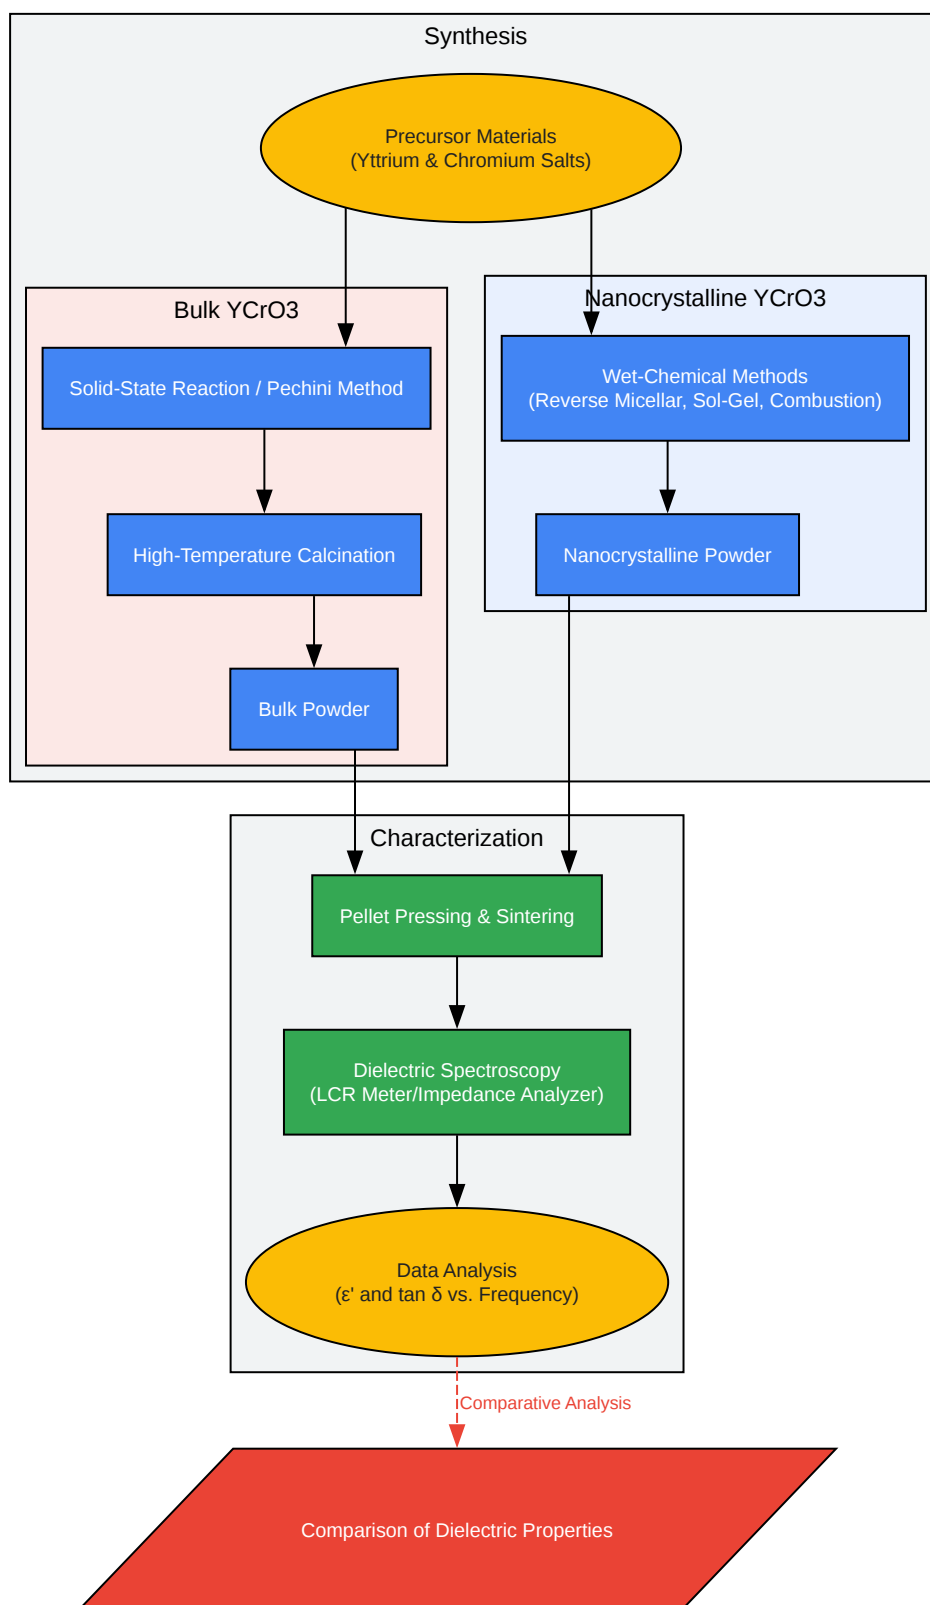 Synthesis
Precursor Materials
(Yttrium & Chromium Salts)
Bulk YCrO3
Solid-State Reaction / Pechini Method
High-Temperature Calcination
Bulk Powder
Nanocrystalline YCrO3
Wet-Chemical Methods
(Reverse Micellar, Sol-Gel, Combustion)
Nanocrystalline Powder
Characterization
Pellet Pressing & Sintering
Dielectric Spectroscopy
(LCR Meter/Impedance Analyzer)
Data Analysis
(ε' and tan δ vs. Frequency)
Comparative Analysis
Comparison of Dielectric Properties